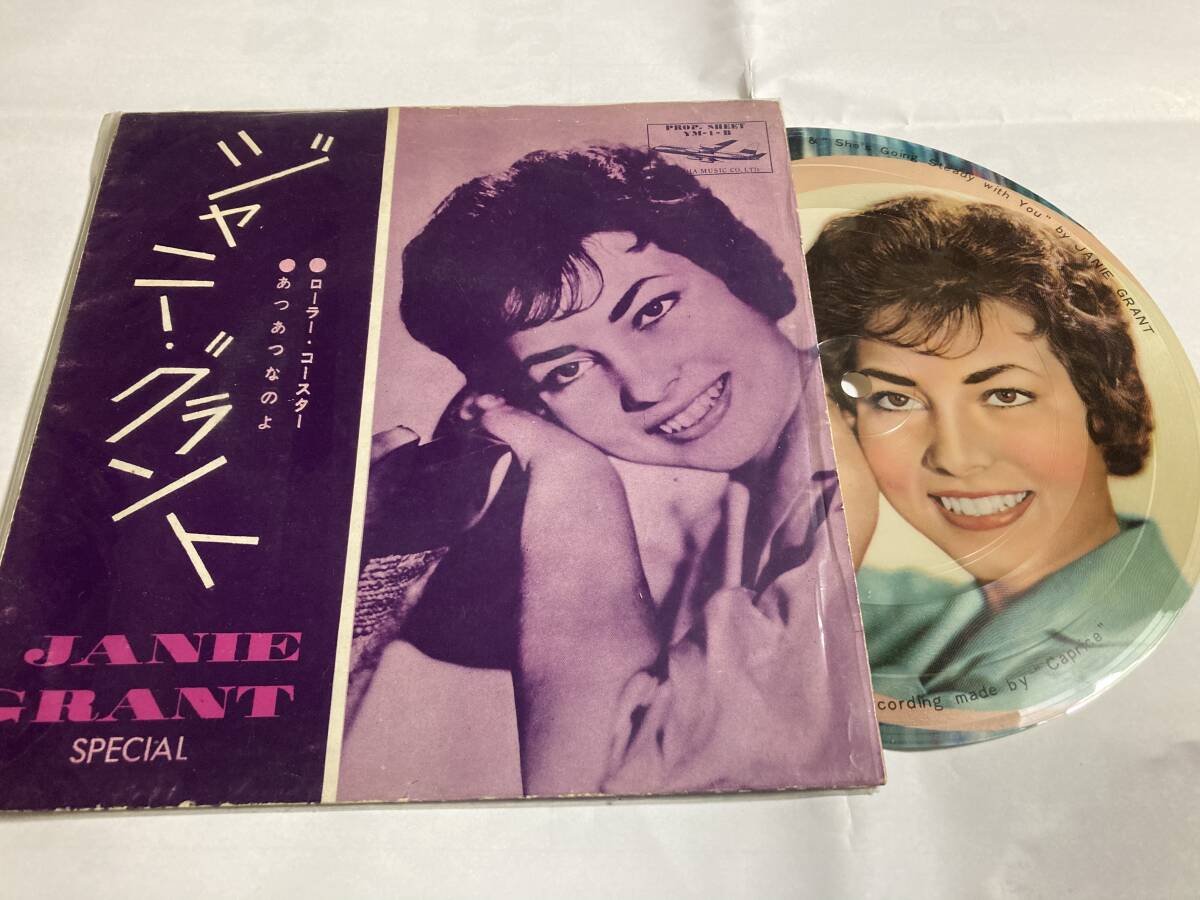 ジャニー・グラント
●ローラー・コースター
●あつあつなのよ
JANIE
GRANT
SPECIAL
PROP. SHEET
YM-1-B
IA MUSIC CO., LTD
& "She's Going Steady with You" by JANIE GRANT
cording made by "Caprice"